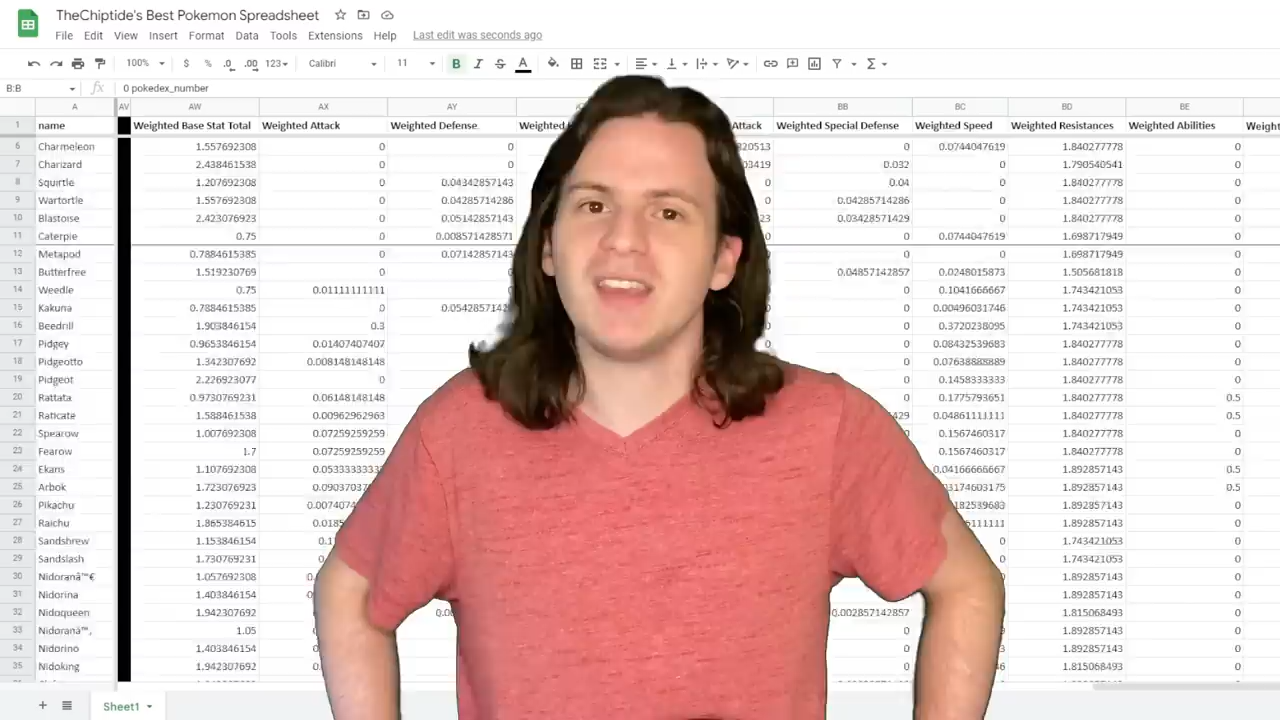 TheChiptide's Best Pokemon Spreadsheet
File Edit View Insert Format Data Tools Extensions Help Last edit was seconds ago
100% $ % .0 .00 123 Calibri 11 B I S A
B:B fx 0 pokedex_number
A AV AW AX AY BB BC BD BE
1 name Weighted Base Stat Total Weighted Attack Weighted Defense Attack Weighted Special Defense Weighted Speed Weighted Resistances Weighted Abilities
6 Charmeleon 1.557692308 0 0 0 0.0744047619 1.840277778 0
7 Charizard 2.438461538 0 0 0.032 0 1.790540541 0
8 Squirtle 1.207692308 0 0.04342857143 0 0.04 0 1.840277778 0
9 Wartortle 1.557692308 0 0.04285714286 0 0.04285714286 0 1.840277778 0
10 Blastoise 2.423076923 0 0.05142857143 0.03428571429 0 1.840277778 0
11 Caterpie 0.75 0 0.008571428571 0 0 0.0744047619 1.698717949 0
12 Metapod 0.7884615385 0 0.07142857143 0 0 0 1.698717949 0
13 Butterfree 1.519230769 0 0.04857142857 0.0248015873 1.505681818 0
14 Weedle 0.75 0.01111111111 0 0 0.1041666667 1.743421053 0
15 Kakuna 0.7884615385 0 0 0 0.00496031746 1.743421053 0
16 Beedrill 1.903846154 0.3 0 0 0.3720238095 1.743421053 0
17 Pidgey 0.9653846154 0.01407407407 0 0.08432539683 1.840277778 0
18 Pidgeotto 1.342307692 0.008148148148 0 0.07638888889 1.840277778 0
19 Pidgeot 2.226923077 0 0 0.1458333333 1.840277778 0
20 Rattata 0.9730769231 0.06148148148 0 0.1775793651 1.840277778 0.5
21 Raticate 1.588461538 0.00962962963 0.04861111111 1.840277778 0.5
22 Spearow 1.007692308 0.07259259259 0 0.1567460317 1.840277778 0
23 Fearow 1.7 0.07259259259 0 0.1567460317 1.840277778 0
24 Ekans 1.107692308 0 0.04166666667 1.892857143 0.5
25 Arbok 1.723076923 1.892857143 0.5
26 Pikachu 1.230769231 1.892857143 0
27 Raichu 1.865384615 1.892857143 0
28 Sandshrew 1.153846154 1.743421053 0
29 Sandslash 1.730769231 1.743421053 0
30 Nidoranâ™€ 1.057692308 0 1.892857143 0
31 Nidorina 1.403846154 0 1.892857143 0
32 Nidoqueen 1.942307692 0.002857142857 1.815068493 0
33 Nidoranâ™‚ 1.05 0 1.892857143 0
34 Nidorino 1.403846154 0 1.892857143 0
35 Nidoking 1.942307692 0 1.815068493 0
Sheet1